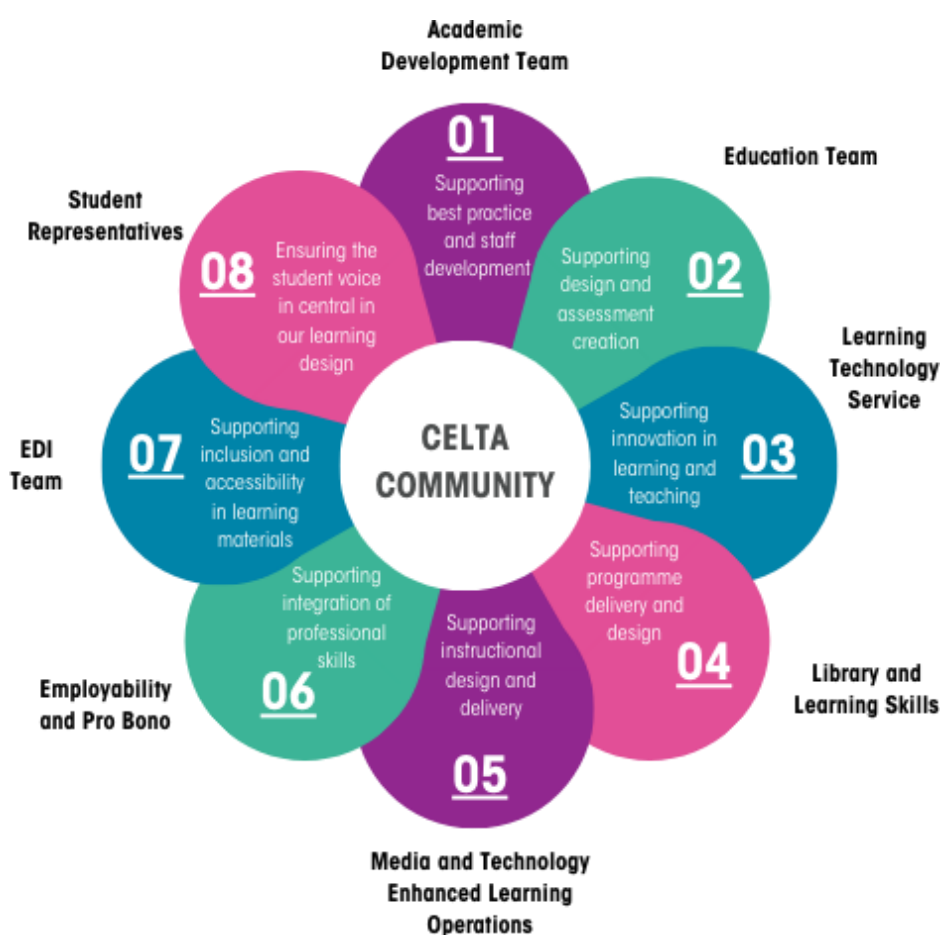 Academic
Development Team
01
Supporting
best practice
and staff
development
Education Team
02
Supporting
design and
assessment
creation
Learning
Technology
Service
03
Supporting
innovation in
learning and
teaching
Library and
Learning Skills
04
Supporting
programme
delivery and
design
Media and Technology
Enhanced Learning
Operations
05
Supporting
instructional
design and
delivery
Employability
and Pro Bono
06
Supporting
integration of
professional
skills
EDI
Team
07
Supporting
inclusion and
accessibility
in learning
materials
Student
Representatives
08
Ensuring the
student voice
in central in
our learning
design
CELTA
COMMUNITY